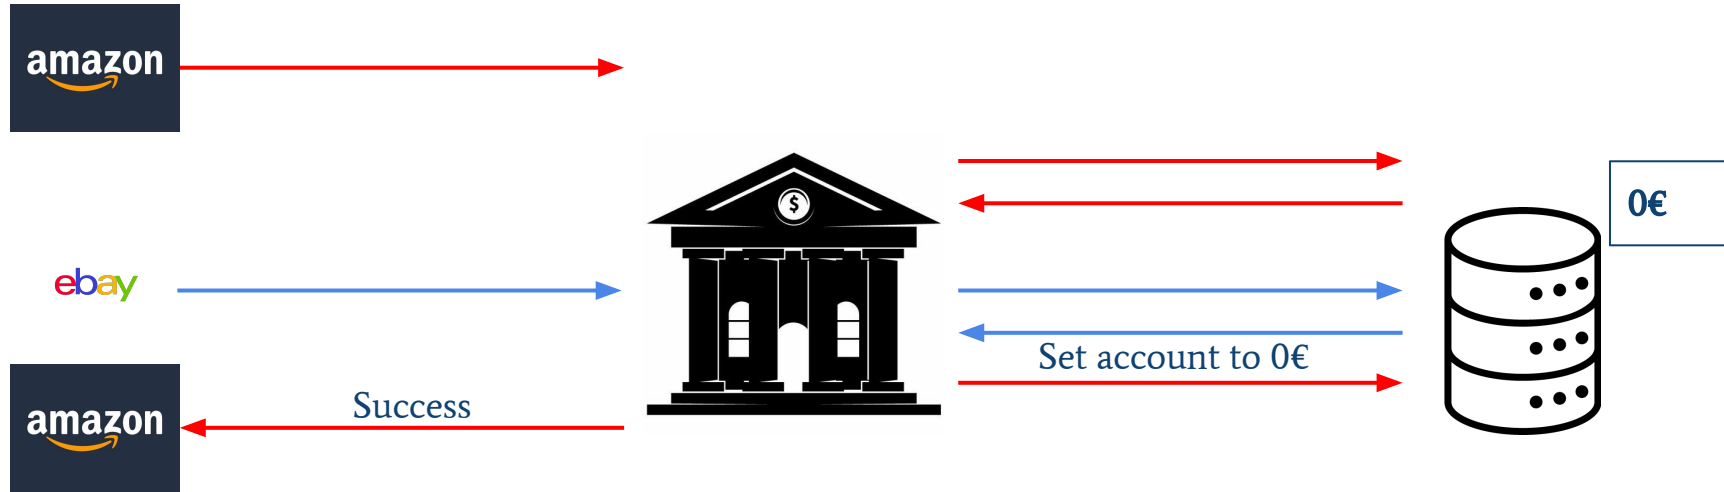 amazon
$
0€
ebay
Set account to 0€
Success
amazon